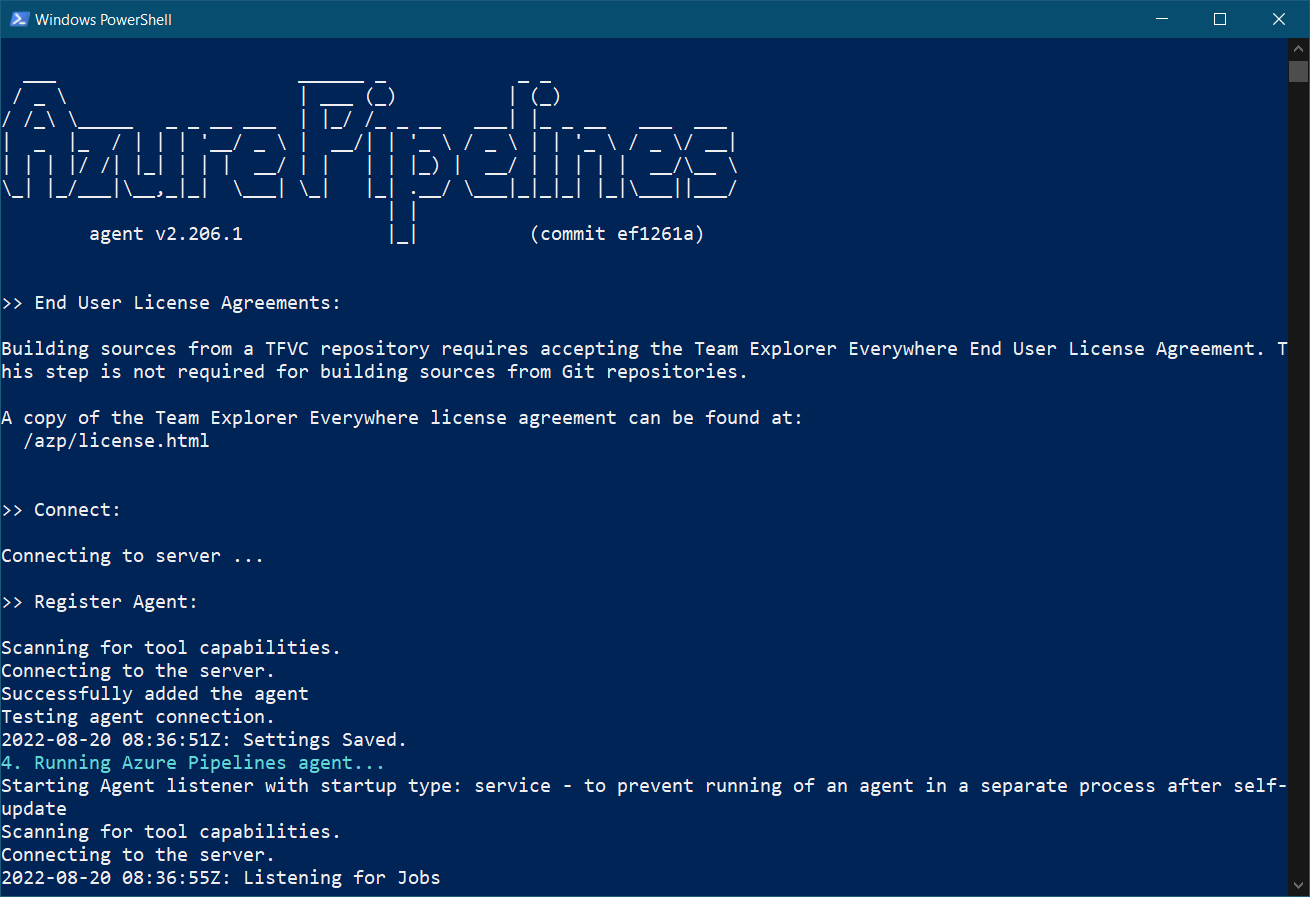 Windows PowerShell
AzurePipelines
agent v2.206.1 (commit ef1261a)
>> End User License Agreements:
Building sources from a TFVC repository requires accepting the Team Explorer Everywhere End User License Agreement. T
his step is not required for building sources from Git repositories.
A copy of the Team Explorer Everywhere license agreement can be found at:
/azp/license.html
>> Connect:
Connecting to server ...
>> Register Agent:
Scanning for tool capabilities.
Connecting to the server.
Successfully added the agent
Testing agent connection.
2022-08-20 08:36:51Z: Settings Saved.
4. Running Azure Pipelines agent...
Starting Agent listener with startup type: service - to prevent running of an agent in a separate process after self-
update
Scanning for tool capabilities.
Connecting to the server.
2022-08-20 08:36:55Z: Listening for Jobs